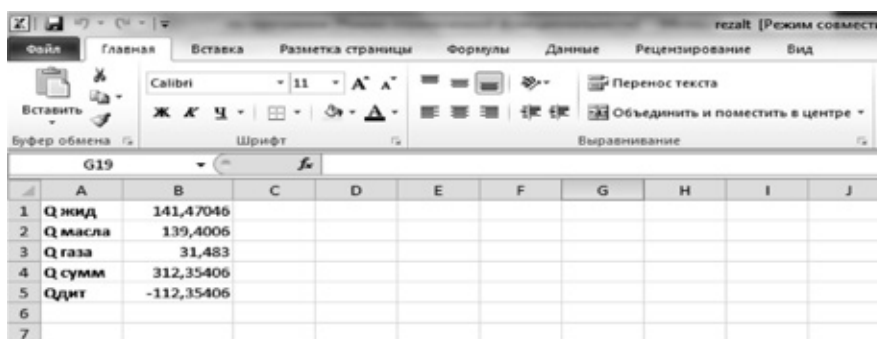 rezalt [Режим совмест
Файл Главная Вставка Разметка страницы Формулы Данные Рецензирование Вид
Calibri 11 A A Перенос текста
Вставить Ж К Ч А Объединить и поместить в центре
Буфер обмена Шрифт Выравнивание
G19 fx
A B C D E F G H I J
1 Q жид 141,47046
2 Q масла 139,4006
3 Q газа 31,483
4 Q сумм 312,35406
5 Qдит -112,35406
6
7